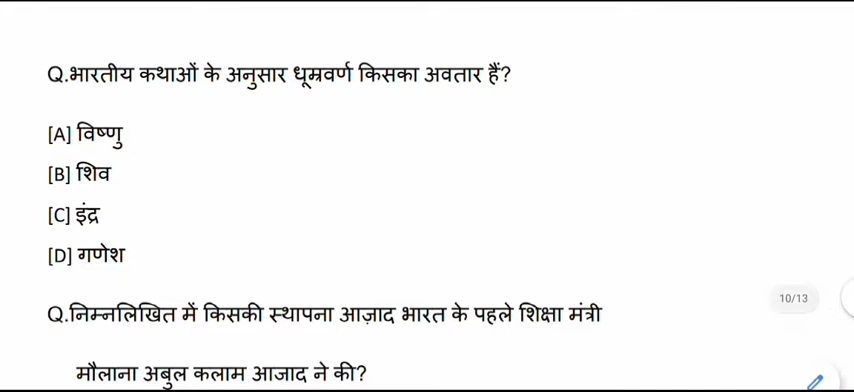 Q.भारतीय कथाओं के अनुसार धूम्रवर्ण किसका अवतार हैं?
[A] विष्णु
[B] शिव
[C] इंद्र
[D] गणेश
10/13
Q.निम्नलिखित में किसकी स्थापना आज़ाद भारत के पहले शिक्षा मंत्री
मौलाना अबुल कलाम आजाद ने की?